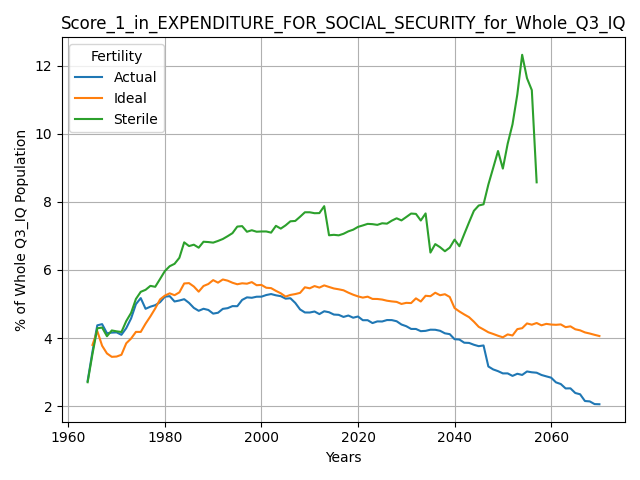 Score_1_in_EXPENDITURE_FOR_SOCIAL_SECURITY_for_Whole_Q3_IQ
Fertility
Actual
Ideal
Sterile
% of Whole Q3_IQ Population
12
10
8
6
4
2
1960
1980
2000
2020
2040
2060
Years